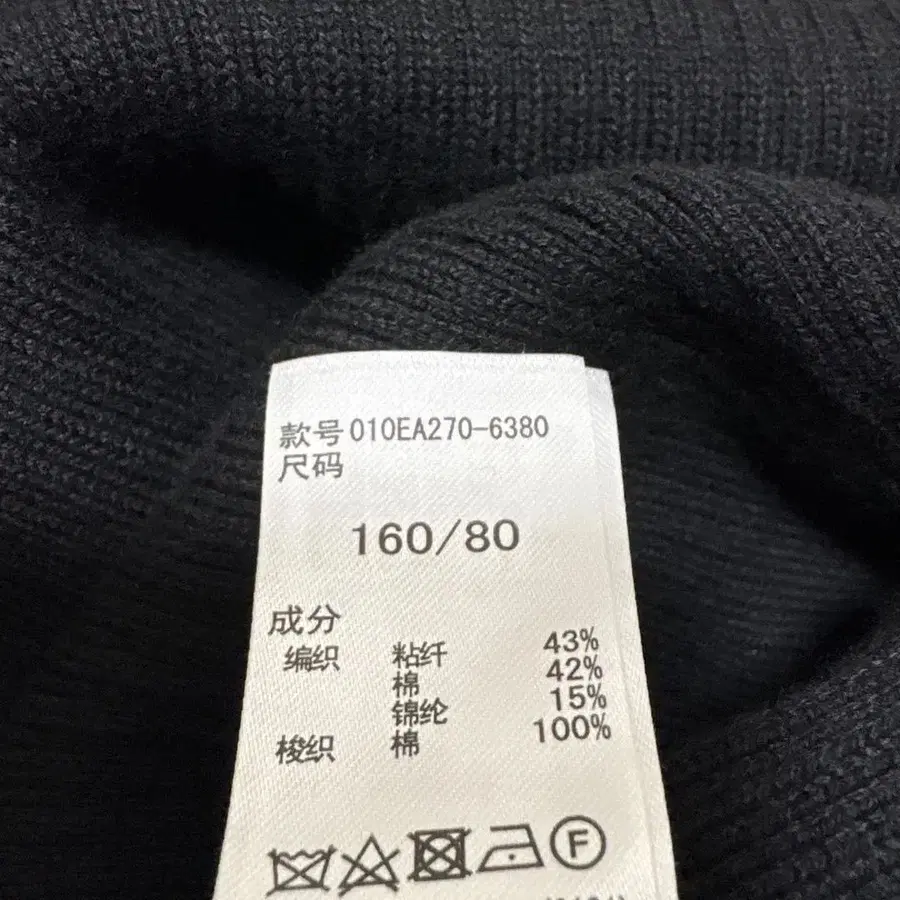 款号 010EA270-6380
尺码
160/80
成分
编织 粘纤 43%
棉 42%
锦纶 15%
梭织 棉 100%
F